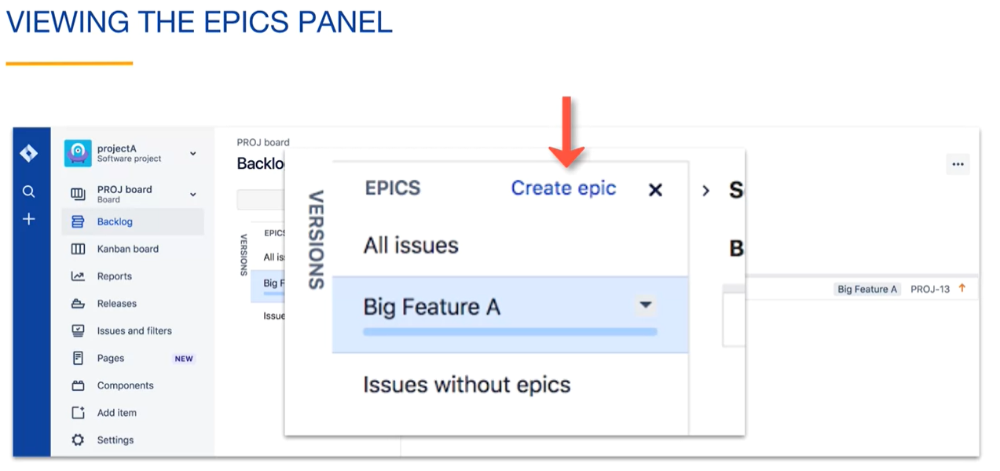 VIEWING THE EPICS PANEL
projectA
Software project
PROJ board
Board
Backlog
Kanban board
Reports
Releases
Issues and filters
Pages NEW
Components
Add item
Settings
PROJ board
Backlo
VERSIONS
EPICS
All is
Big F
Issue
VERSIONS
EPICS Create epic
All issues
Big Feature A
Issues without epics
S
B
Big Feature A PROJ-13